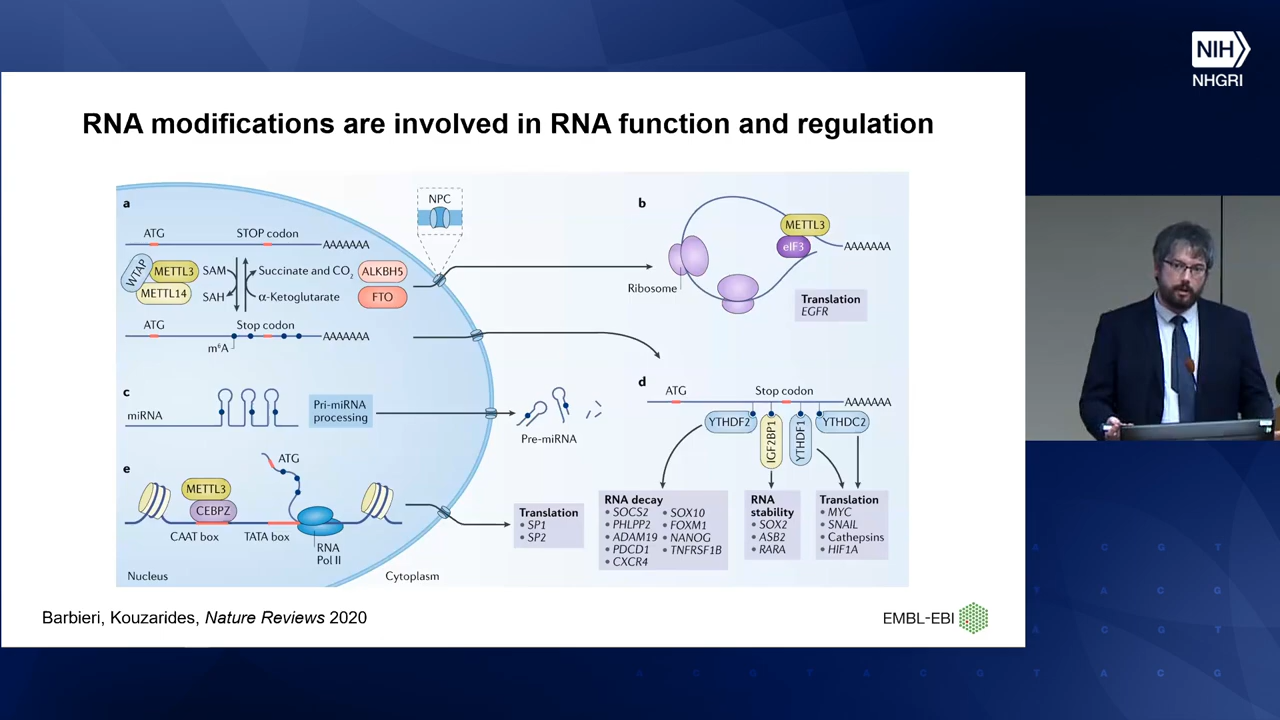 NIH
NHGRI
RNA modifications are involved in RNA function and regulation
a
ATG
STOP codon
AAAAAAA
WTAP
METTL3
METTL14
SAM
SAH
Succinate and CO2
α-Ketoglutarate
ALKBH5
FTO
ATG
Stop codon
AAAAAAA
m⁶A
NPC
b
METTL3
eIF3
AAAAAAA
Ribosome
Translation
EGFR
c
miRNA
Pri-miRNA
processing
Pre-miRNA
d
ATG
Stop codon
AAAAAAA
YTHDF2
IGF2BP1
YTHDF1
YTHDC2
RNA decay
• SOCS2
• PHLPP2
• ADAM19
• PDCD1
• CXCR4
• SOX10
• FOXM1
• NANOG
• TNFRSF1B
RNA
stability
• SOX2
• ASB2
• RARA
Translation
• MYC
• SNAIL
• Cathepsins
• HIF1A
e
METTL3
CEBPZ
ATG
CAAT box
TATA box
RNA
Pol II
Translation
• SP1
• SP2
Nucleus
Cytoplasm
Barbieri, Kouzarides, Nature Reviews 2020
EMBL-EBI